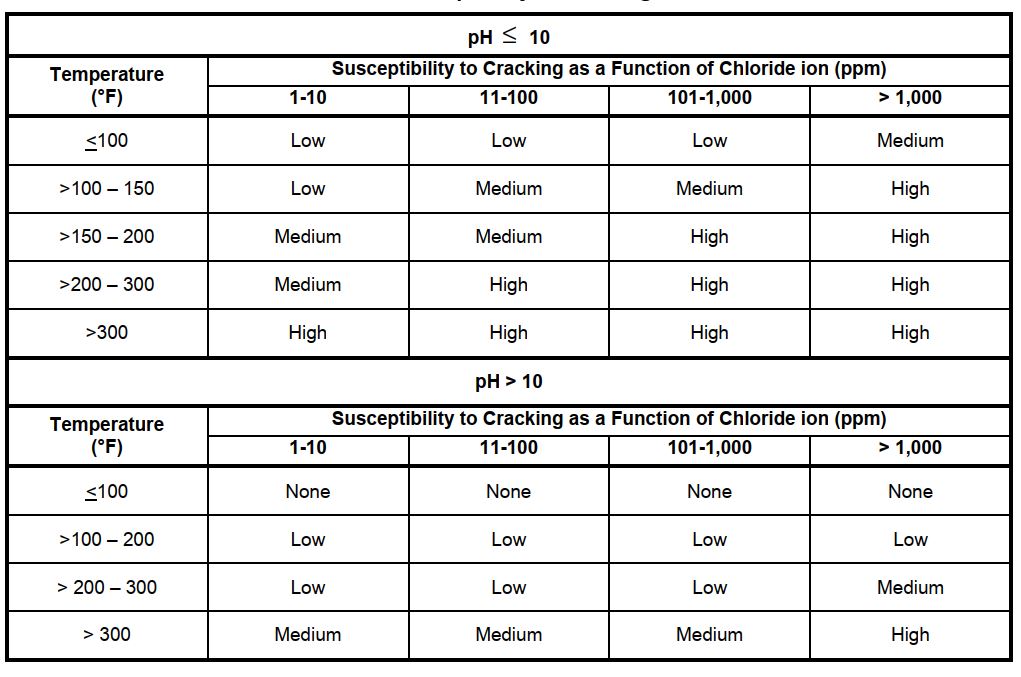 pH ≤ 10
Temperature (°F) Susceptibility to Cracking as a Function of Chloride ion (ppm)
1-10 11-100 101-1,000 > 1,000
≤100 Low Low Low Medium
>100 – 150 Low Medium Medium High
>150 – 200 Medium Medium High High
>200 – 300 Medium High High High
>300 High High High High
pH > 10
Temperature (°F) Susceptibility to Cracking as a Function of Chloride ion (ppm)
1-10 11-100 101-1,000 > 1,000
≤100 None None None None
>100 – 200 Low Low Low Low
> 200 – 300 Low Low Low Medium
> 300 Medium Medium Medium High